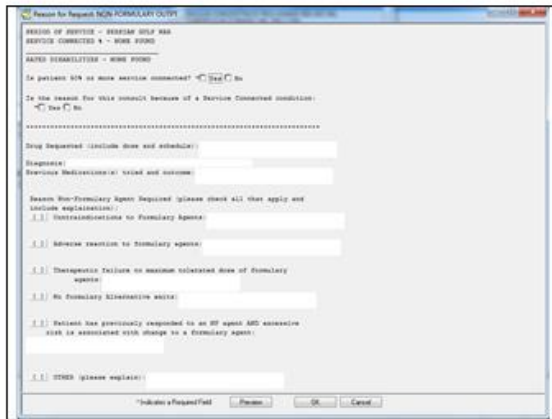 Reason for Request: NON-FORMULARY OUTPT
PERIOD OF SERVICE - PERSIAN GULF WAR
SERVICE CONNECTED % - NONE FOUND
RATED DISABILITIES - NONE FOUND
Is patient 50% or more service connected? * Yes No
Is the reason for this consult because of a Service Connected condition:
* Yes No
Drug Requested (include dose and schedule):
Diagnosis:
Previous Medications(s) tried and outcome:
Reason Non-Formulary Agent Required (please check all that apply and
include explaination):
[ ] Contraindications to Formulary Agents:
[ ] Adverse reaction to formulary agents:
[ ] Therapeutic failure to maximum tolerated dose of formulary
agents:
[ ] No formulary Alternative exits:
[ ] Patient has previously responded to an NF agent AND excessive
risk is associated with change to a formulary agent:
[ ] OTHER (please explain):
* Indicates a Required Field Preview OK Cancel